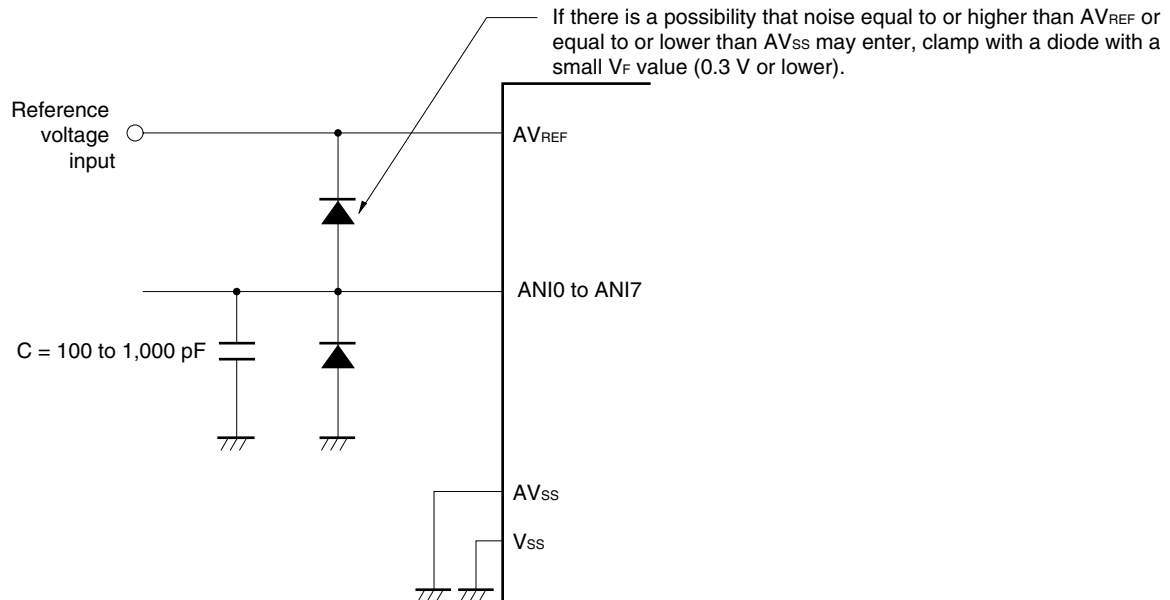 If there is a possibility that noise equal to or higher than AVREF or
equal to or lower than AVSS may enter, clamp with a diode with a
small VF value (0.3 V or lower).
Reference
voltage
input
AVREF
ANI0 to ANI7
C = 100 to 1,000 pF
AVSS
VSS